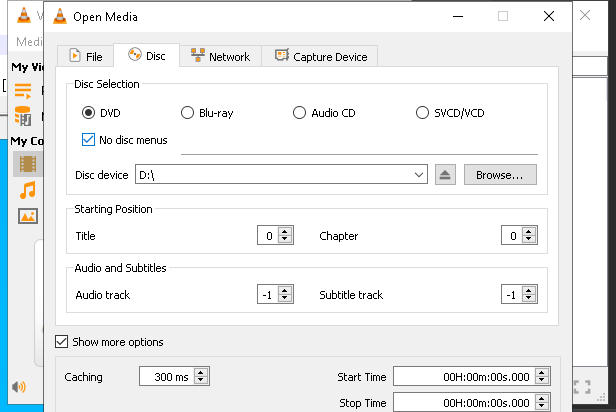 Open Media
Medi
File
Disc
Network
Capture Device
My Vi
My Co
Disc Selection
DVD
Blu-ray
Audio CD
SVCD/VCD
No disc menus
Disc device
D:\
Browse...
Starting Position
Title
0
Chapter
0
Audio and Subtitles
Audio track
-1
Subtitle track
-1
Show more options
Caching
300 ms
Start Time
00H:00m:00s.000
Stop Time
00H:00m:00s.000